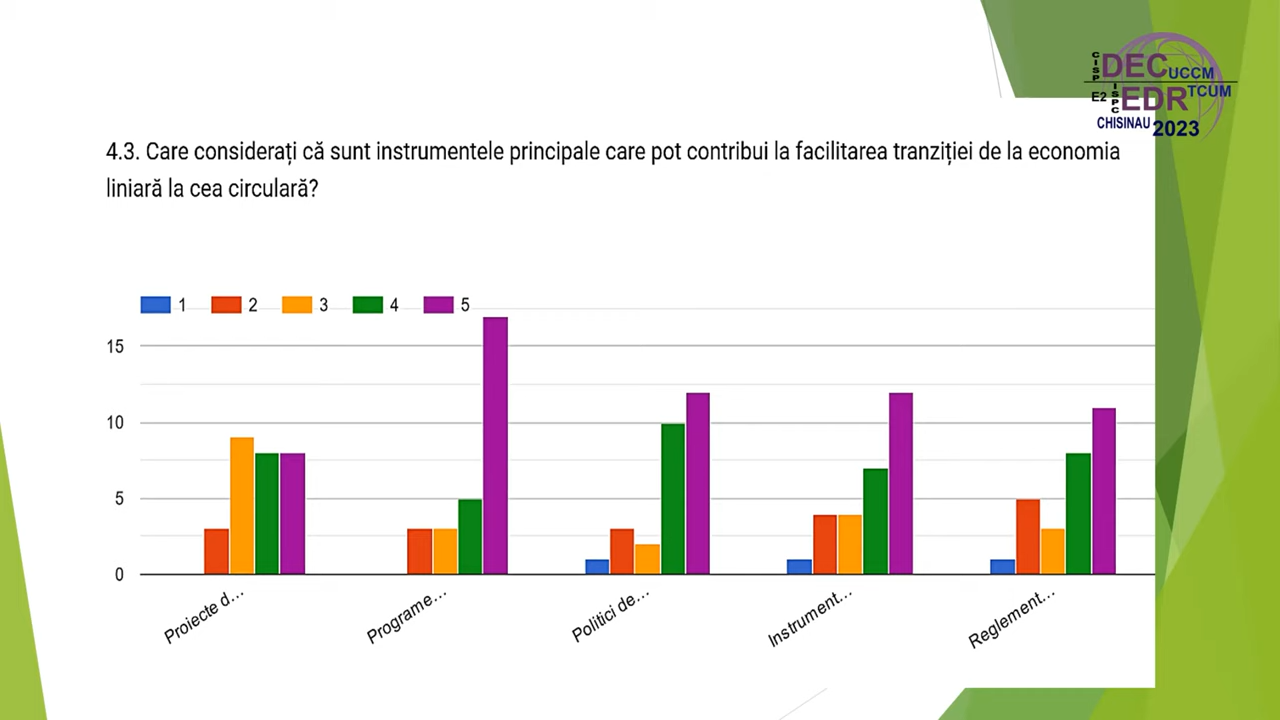 CISP DEC UCCM
E2 ISPC EDR TCUM
CHISINAU 2023
4.3. Care considerați că sunt instrumentele principale care pot contribui la facilitarea tranziției de la economia
liniară la cea circulară?
1 2 3 4 5
15
10
5
0
Proiecte d...
Programe...
Politici de...
Instrument...
Reglement...